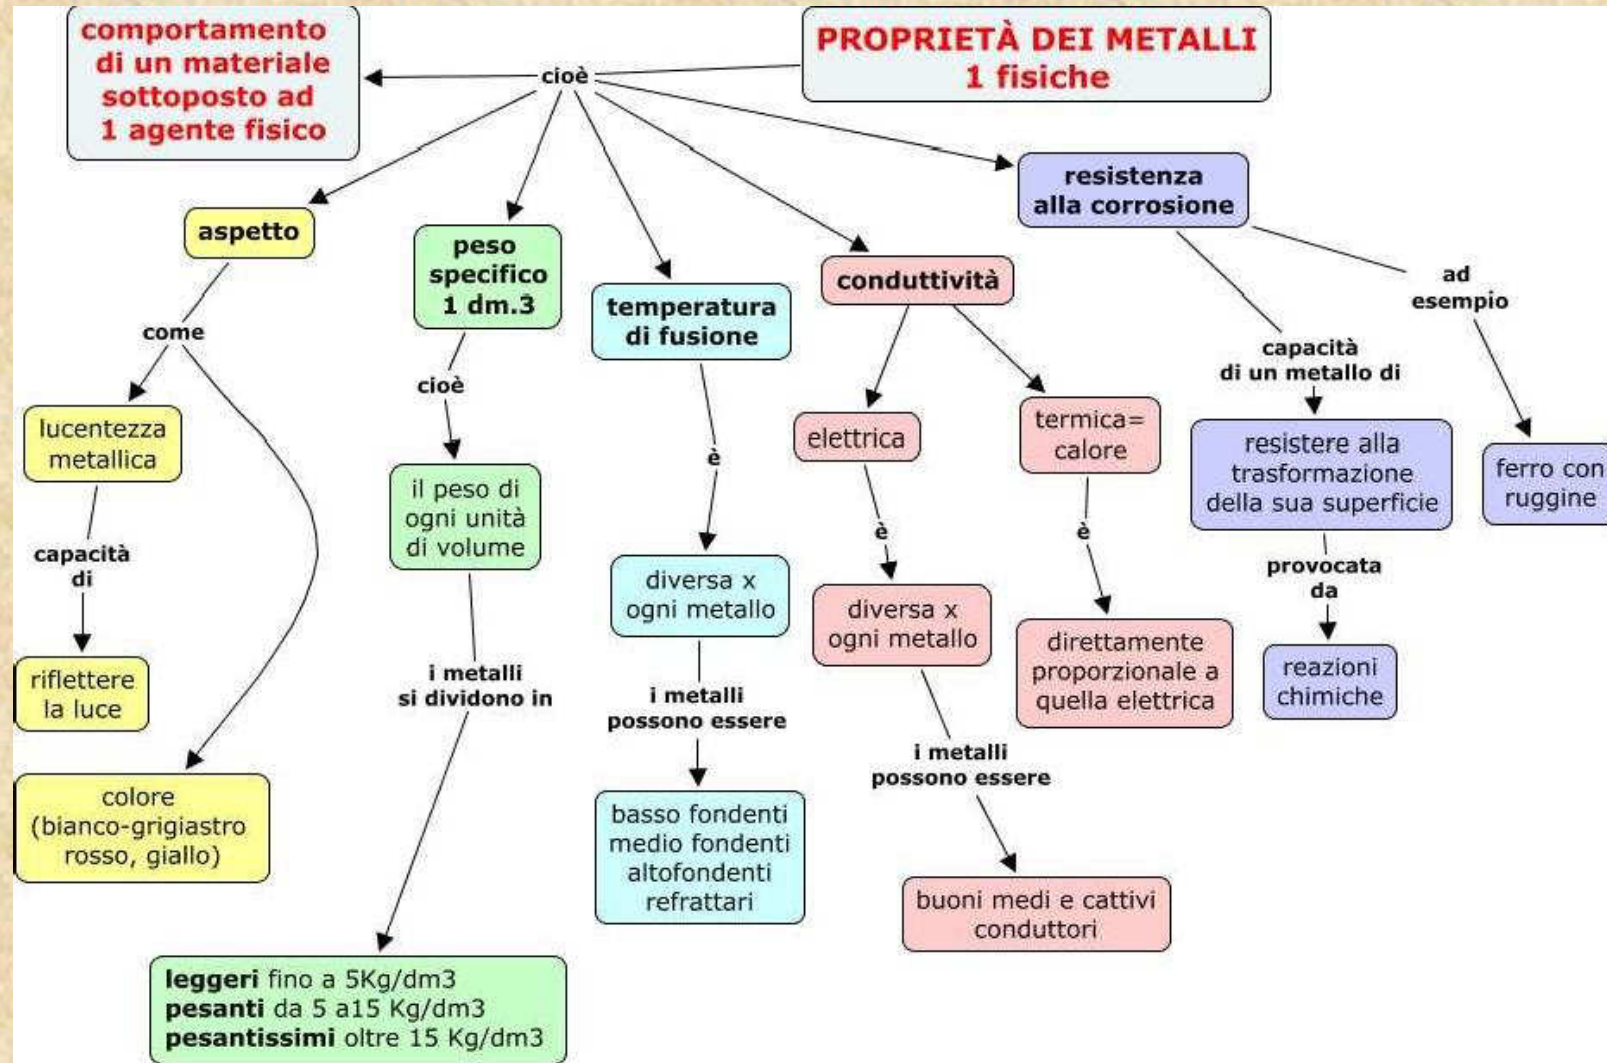 comportamento
di un materiale
sottoposto ad
1 agente fisico
PROPRIETÀ DEI METALLI
1 fisiche
cioè
aspetto
come
lucentezza
metallica
capacità
di
riflettere
la luce
colore
(bianco-grigiastro
rosso, giallo)
peso
specifico
1 dm.3
cioè
il peso di
ogni unità
di volume
i metalli
si dividono in
leggeri fino a 5Kg/dm3
pesanti da 5 a15 Kg/dm3
pesantissimi oltre 15 Kg/dm3
temperatura
di fusione
è
diversa x
ogni metallo
i metalli
possono essere
basso fondenti
medio fondenti
altofondenti
refrattari
conduttività
elettrica
è
diversa x
ogni metallo
i metalli
possono essere
buoni medi e cattivi
conduttori
termica=
calore
è
direttamente
proporzionale a
quella elettrica
resistenza
alla corrosione
capacità
di un metallo di
resistere alla
trasformazione
della sua superficie
provocata
da
reazioni
chimiche
ad
esempio
ferro con
ruggine